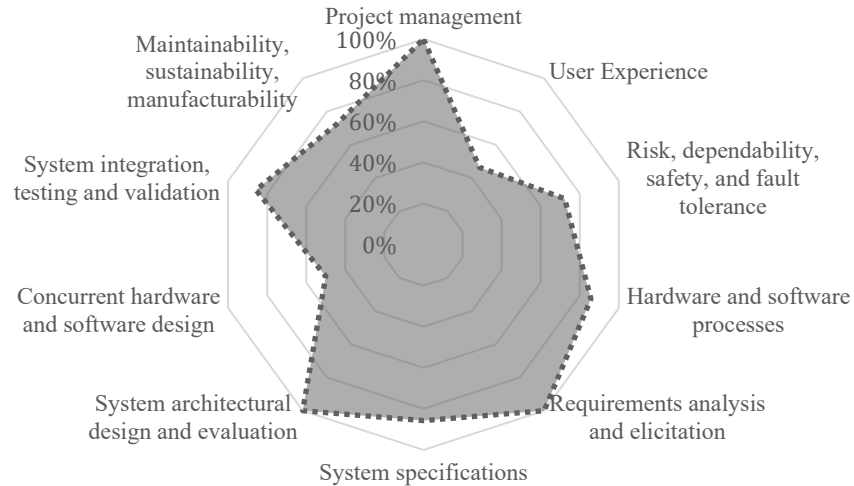 Project management
100%
80%
60%
40%
20%
0%
User Experience
Risk, dependability,
safety, and fault
tolerance
Hardware and software
processes
Requirements analysis
and elicitation
System specifications
System architectural
design and evaluation
Concurrent hardware
and software design
System integration,
testing and validation
Maintainability,
sustainability,
manufacturability